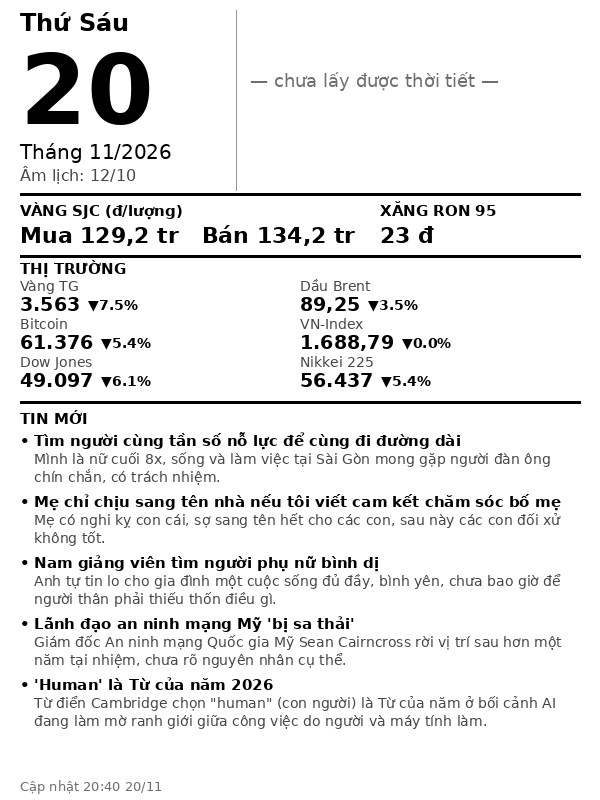 Thứ Sáu
20
Tháng 11/2026
Âm lịch: 12/10
— chưa lấy được thời tiết —
VÀNG SJC (đ/lượng)
Mua 129,2 tr Bán 134,2 tr
XĂNG RON 95
23 đ
THỊ TRƯỜNG
Vàng TG
3.563 ▼7.5%
Dầu Brent
89,25 ▼3.5%
Bitcoin
61.376 ▼5.4%
VN-Index
1.688,79 ▼0.0%
Dow Jones
49.097 ▼6.1%
Nikkei 225
56.437 ▼5.4%
TIN MỚI
• Tìm người cùng tần số nỗ lực để cùng đi đường dài
Mình là nữ cuối 8x, sống và làm việc tại Sài Gòn mong gặp người đàn ông
chín chắn, có trách nhiệm.
• Mẹ chỉ chịu sang tên nhà nếu tôi viết cam kết chăm sóc bố mẹ
Mẹ có nghi kỵ con cái, sợ sang tên hết cho các con, sau này các con đối xử
không tốt.
• Nam giảng viên tìm người phụ nữ bình dị
Anh tự tin lo cho gia đình một cuộc sống đủ đầy, bình yên, chưa bao giờ để
người thân phải thiếu thốn điều gì.
• Lãnh đạo an ninh mạng Mỹ 'bị sa thải'
Giám đốc An ninh mạng Quốc gia Mỹ Sean Cairncross rời vị trí sau hơn một
năm tại nhiệm, chưa rõ nguyên nhân cụ thể.
• 'Human' là Từ của năm 2026
Từ điển Cambridge chọn "human" (con người) là Từ của năm ở bối cảnh AI
đang làm mờ ranh giới giữa công việc do người và máy tính làm.
Cập nhật 20:40 20/11